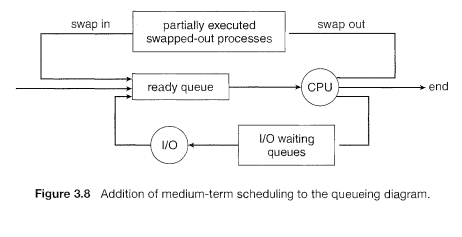 swap in
partially executed
swapped-out processes
swap out
ready queue
CPU
end
I/O
I/O waiting
queues
Figure 3.8 Addition of medium-term scheduling to the queueing diagram.